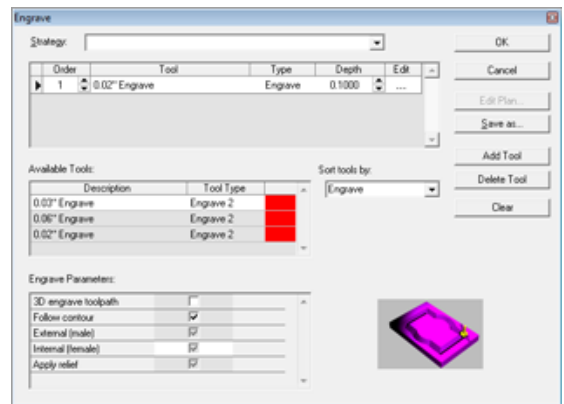 Engrave
Strategy:
OK
Order Tool Type Depth Edit
1 0.02" Engrave Engrave 0.1000 ...
Cancel
Edit Plan...
Save as...
Add Tool
Delete Tool
Clear
Available Tools:
Sort tools by:
Engrave
Description Tool Type
0.03" Engrave Engrave 2
0.06" Engrave Engrave 2
0.02" Engrave Engrave 2
Engrave Parameters:
3D engrave toolpath
Follow contour
External (male)
Internal (female)
Apply relief